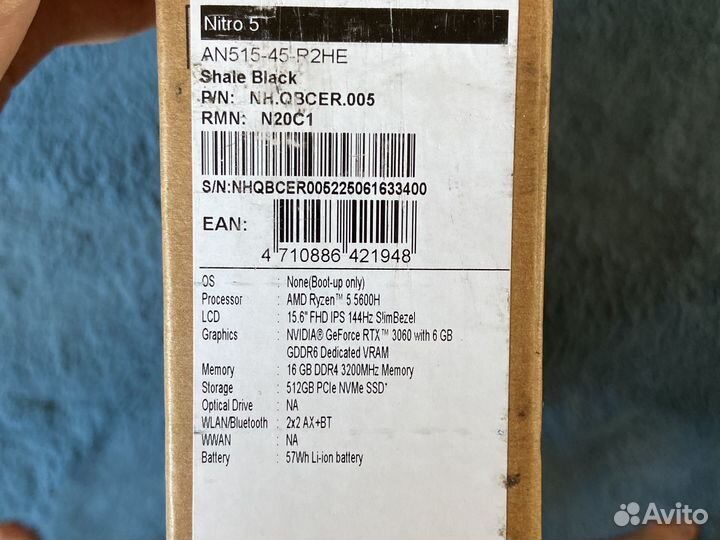 Nitro 5
AN515-45-R2HE
Shale Black
P/N: NH.QBCER.005
RMN: N20C1
S/N:NHQBCER005225061633400
EAN:
4 710886 421948
OS : None(Boot-up only)
Processor : AMD Ryzen™ 5 5600H
LCD : 15.6" FHD IPS 144Hz SlimBezel
Graphics : NVIDIA® GeForce RTX™ 3060 with 6 GB
GDDR6 Dedicated VRAM
Memory : 16 GB DDR4 3200MHz Memory
Storage : 512GB PCIe NVMe SSD*
Optical Drive : NA
WLAN/Bluetooth : 2x2 AX+BT
WWAN : NA
Battery : 57Wh Li-ion battery
Avito